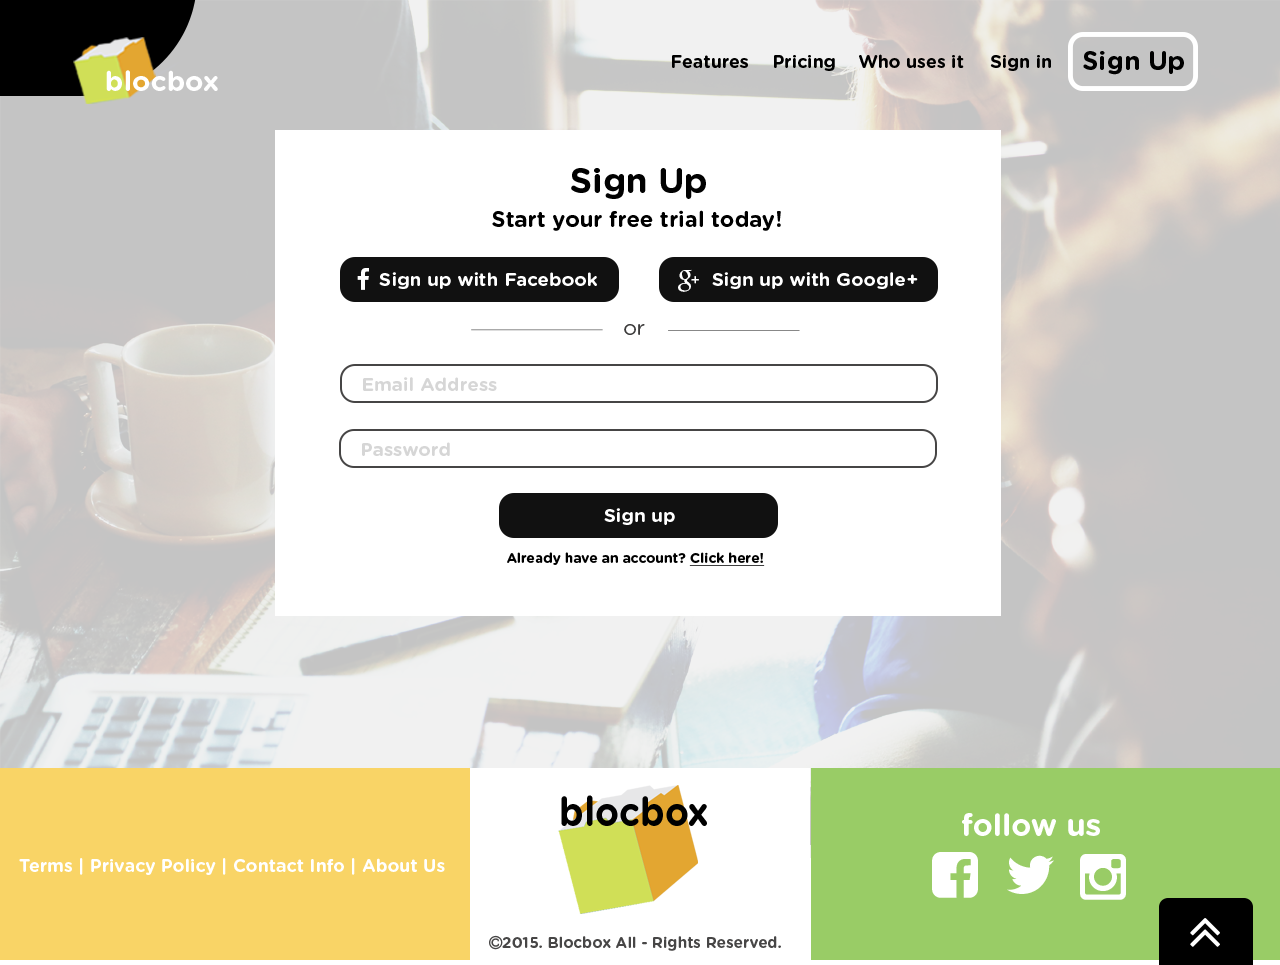 blocbox
Features Pricing Who uses it Sign in Sign Up
Sign Up
Start your free trial today!
Sign up with Facebook
Sign up with Google+
or
Email Address
Password
Sign up
Already have an account? Click here!
Terms | Privacy Policy | Contact Info | About Us
blocbox
©2015. Blocbox All - Rights Reserved.
follow us